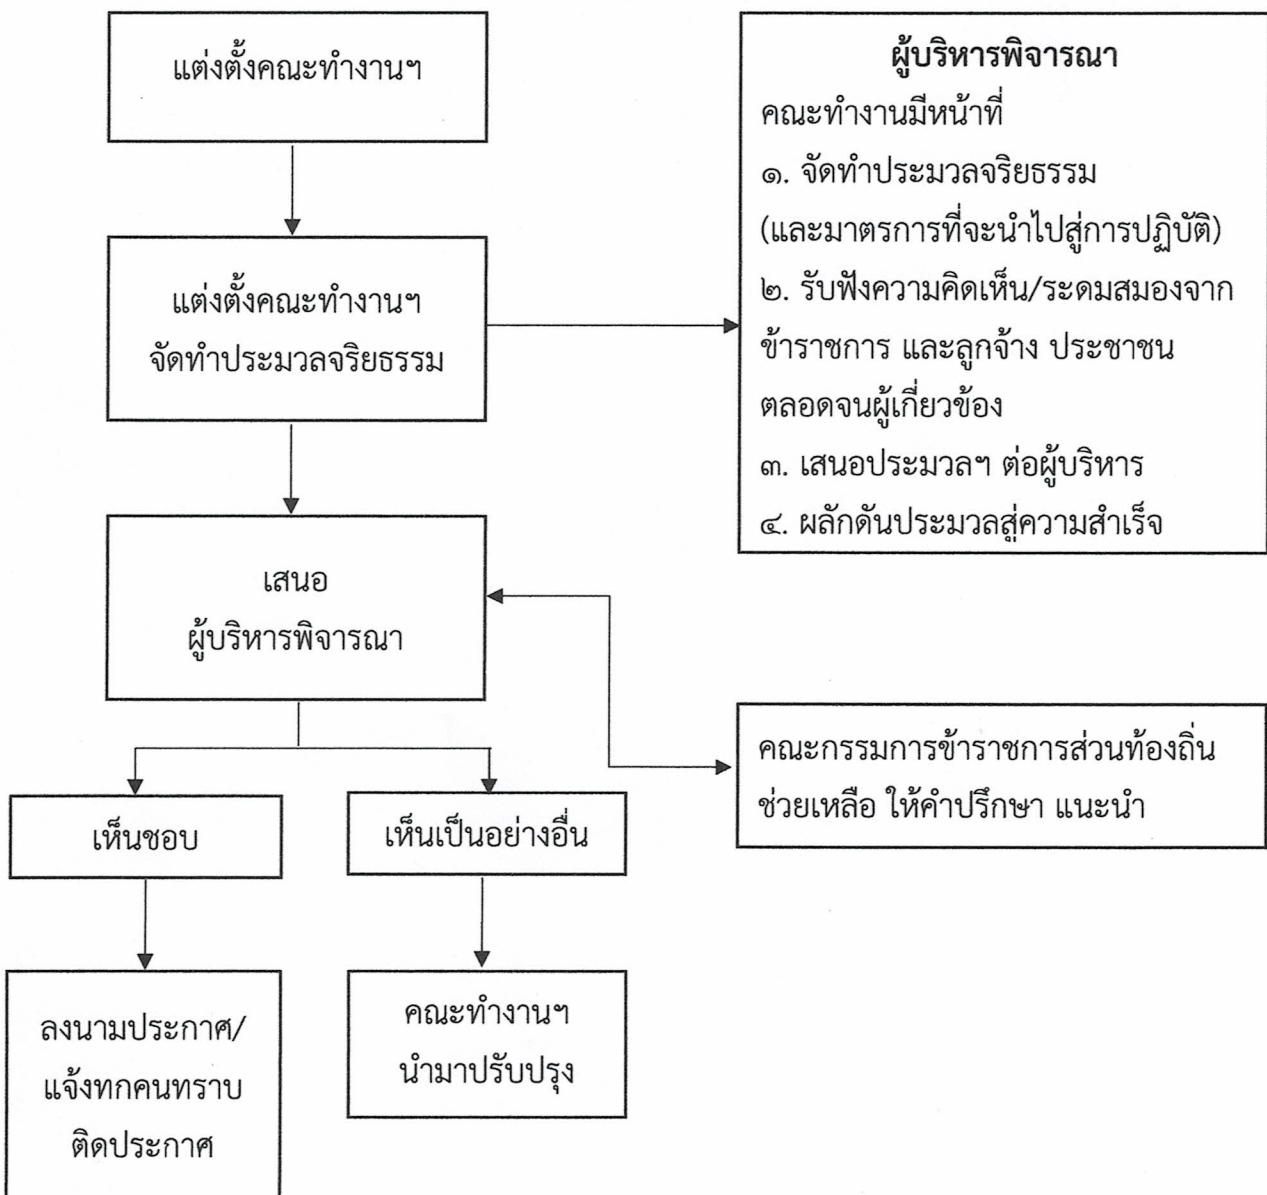 แต่งตั้งคณะทำงานฯ
ผู้บริหารพิจารณา
คณะทำงานมีหน้าที่
๑. จัดทำประมวลจริยธรรม
(และมาตรการที่จะนำไปสู่การปฏิบัติ)
๒. รับฟังความคิดเห็น/ระดมสมองจาก
ข้าราชการ และลูกจ้าง ประชาชน
ตลอดจนผู้เกี่ยวข้อง
๓. เสนอประมวลฯ ต่อผู้บริหาร
๔. ผลักดันประมวลสู่ความสำเร็จ
แต่งตั้งคณะทำงานฯ
จัดทำประมวลจริยธรรม
เสนอ
ผู้บริหารพิจารณา
คณะกรรมการข้าราชการส่วนท้องถิ่น
ช่วยเหลือ ให้คำปรึกษา แนะนำ
เห็นชอบ
เห็นเป็นอย่างอื่น
ลงนามประกาศ/
แจ้งทกคนทราบ
ติดประกาศ
คณะทำงานฯ
นำมาปรับปรุง